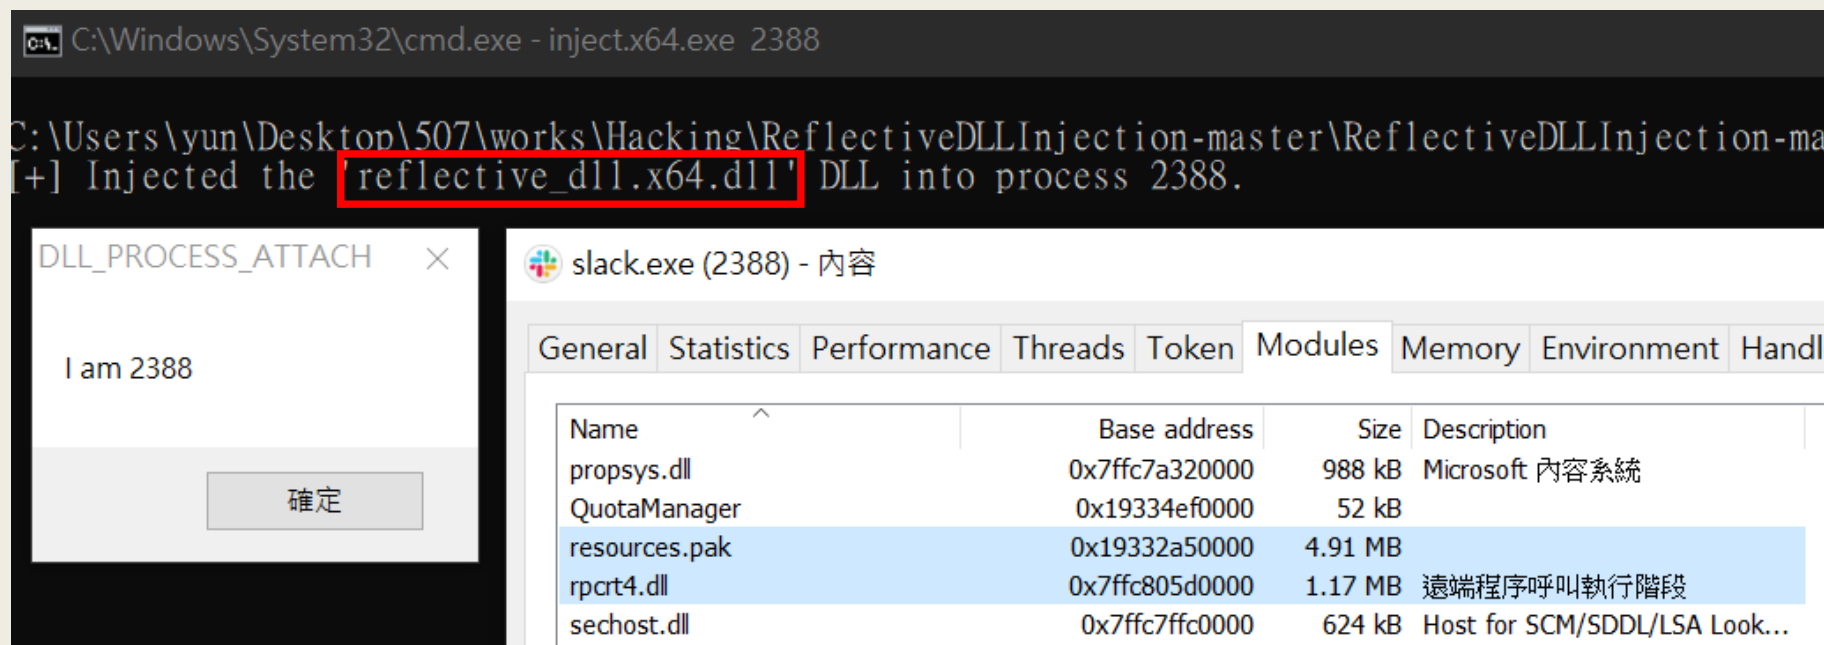 C:\Windows\System32\cmd.exe - inject.x64.exe 2388
C:\Users\yun\Desktop\507\works\Hacking\ReflectiveDLLInjection-master\ReflectiveDLLInjection-ma
[+] Injected the 'reflective_dll.x64.dll' DLL into process 2388.
DLL_PROCESS_ATTACH
I am 2388
確定
slack.exe (2388) - 內容
General Statistics Performance Threads Token Modules Memory Environment Handl
Name Base address Size Description
propsys.dll 0x7ffc7a320000 988 kB Microsoft 內容系統
QuotaManager 0x19334ef0000 52 kB
resources.pak 0x19332a50000 4.91 MB
rpcrt4.dll 0x7ffc805d0000 1.17 MB 遠端程序呼叫執行階段
sechost.dll 0x7ffc7ffc0000 624 kB Host for SCM/SDDL/LSA Look...